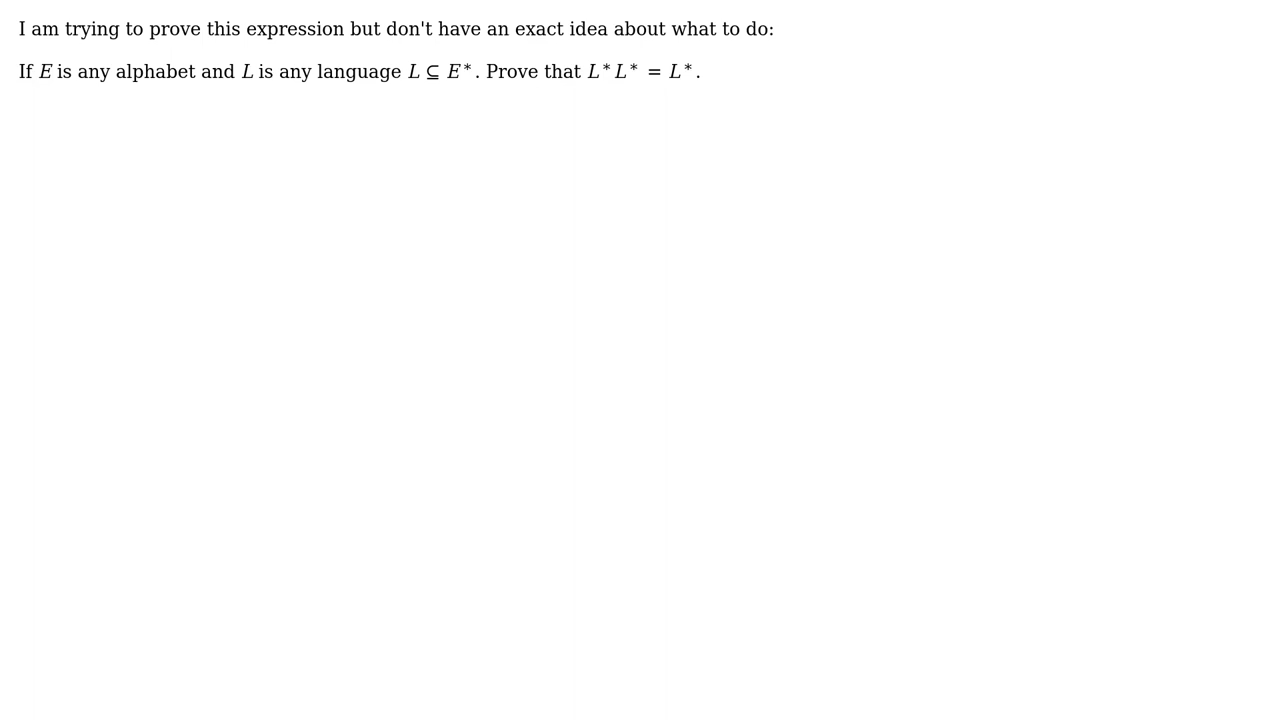 I am trying to prove this expression but don't have an exact idea about what to do:
If E is any alphabet and L is any language L ⊆ E*. Prove that L*L* = L*.